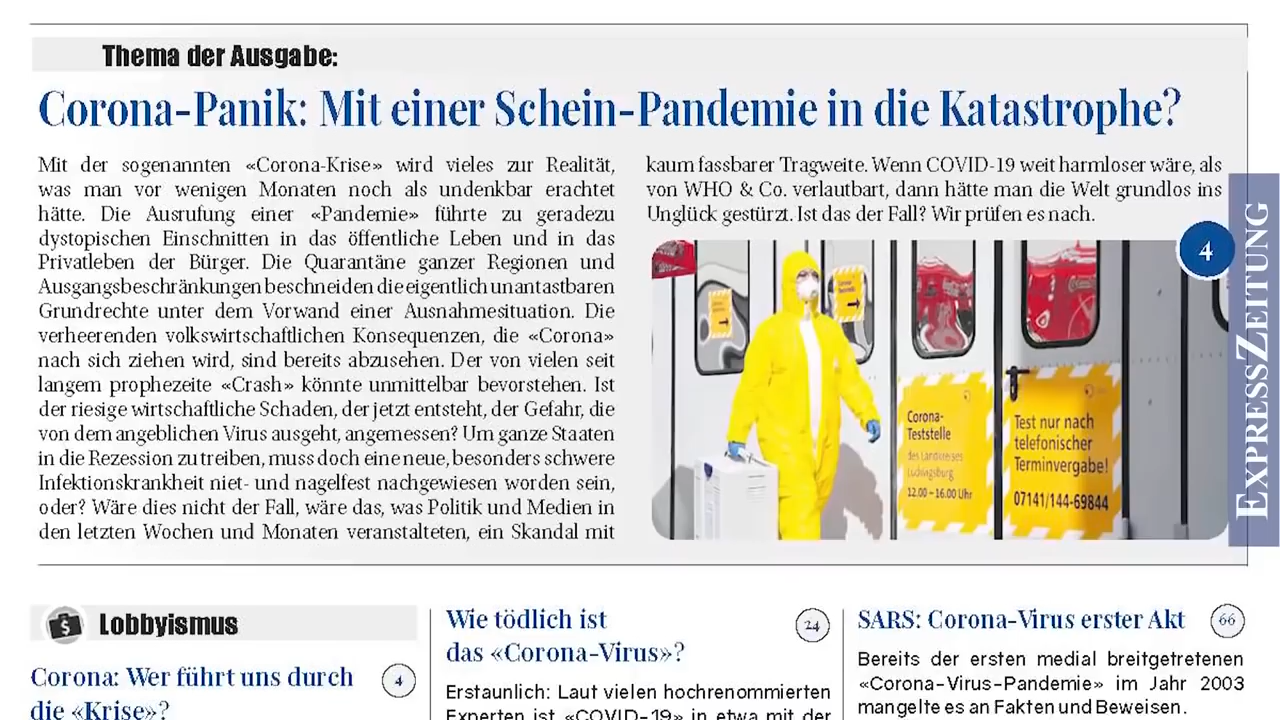 Thema der Ausgabe:
Corona-Panik: Mit einer Schein-Pandemie in die Katastrophe?
Mit der sogenannten «Corona-Krise» wird vieles zur Realität,
was man vor wenigen Monaten noch als undenkbar erachtet
hätte. Die Ausrufung einer «Pandemie» führte zu geradezu
dystopischen Einschnitten in das öffentliche Leben und in das
Privatleben der Bürger. Die Quarantäne ganzer Regionen und
Ausgangsbeschränkungen beschneiden die eigentlich unantastbaren
Grundrechte unter dem Vorwand einer Ausnahmesituation. Die
verheerenden volkswirtschaftlichen Konsequenzen, die «Corona»
nach sich ziehen wird, sind bereits abzusehen. Der von vielen seit
langem prophezeite «Crash» könnte unmittelbar bevorstehen. Ist
der riesige wirtschaftliche Schaden, der jetzt entsteht, der Gefahr, die
von dem angeblichen Virus ausgeht, angemessen? Um ganze Staaten
in die Rezession zu treiben, muss doch eine neue, besonders schwere
Infektionskrankheit niet- und nagelfest nachgewiesen worden sein,
oder? Wäre dies nicht der Fall, wäre das, was Politik und Medien in
den letzten Wochen und Monaten veranstalteten, ein Skandal mit
kaum fassbarer Tragweite. Wenn COVID-19 weit harmloser wäre, als
von WHO & Co. verlautbart, dann hätte man die Welt grundlos ins
Unglück gestürzt. Ist das der Fall? Wir prüfen es nach.
4
Corona-
Teststelle
des Landkreises
Ludwigsburg
12.00 – 16.00 Uhr
Test nur nach
telefonischer
Terminvergabe!
07141/144-69844
EXPRESSZEITUNG
Lobbyismus
Corona: Wer führt uns durch
die «Krise»?
4
Wie tödlich ist
das «Corona-Virus»?
24
Erstaunlich: Laut vielen hochrenommierten
Experten ist «COVID-19» in etwa mit der
SARS: Corona-Virus erster Akt
66
Bereits der ersten medial breitgetretenen
«Corona-Virus-Pandemie» im Jahr 2003
mangelte es an Fakten und Beweisen.